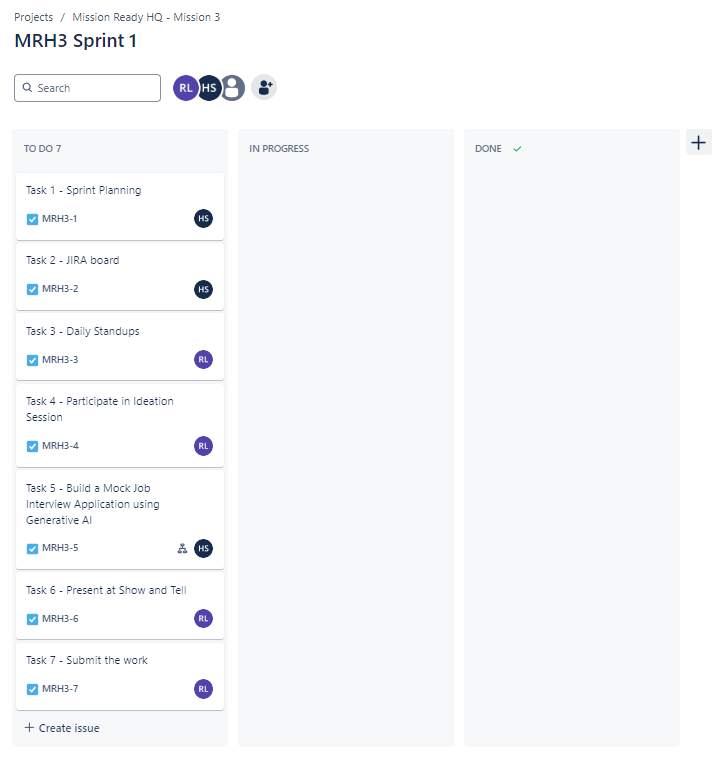 Projects / Mission Ready HQ - Mission 3
MRH3 Sprint 1
Search
RL HS
TO DO 7
Task 1 - Sprint Planning
MRH3-1 HS
Task 2 - JIRA board
MRH3-2 HS
Task 3 - Daily Standups
MRH3-3 RL
Task 4 - Participate in Ideation
Session
MRH3-4 RL
Task 5 - Build a Mock Job
Interview Application using
Generative AI
MRH3-5 HS
Task 6 - Present at Show and Tell
MRH3-6 RL
Task 7 - Submit the work
MRH3-7 RL
+ Create issue
IN PROGRESS
DONE